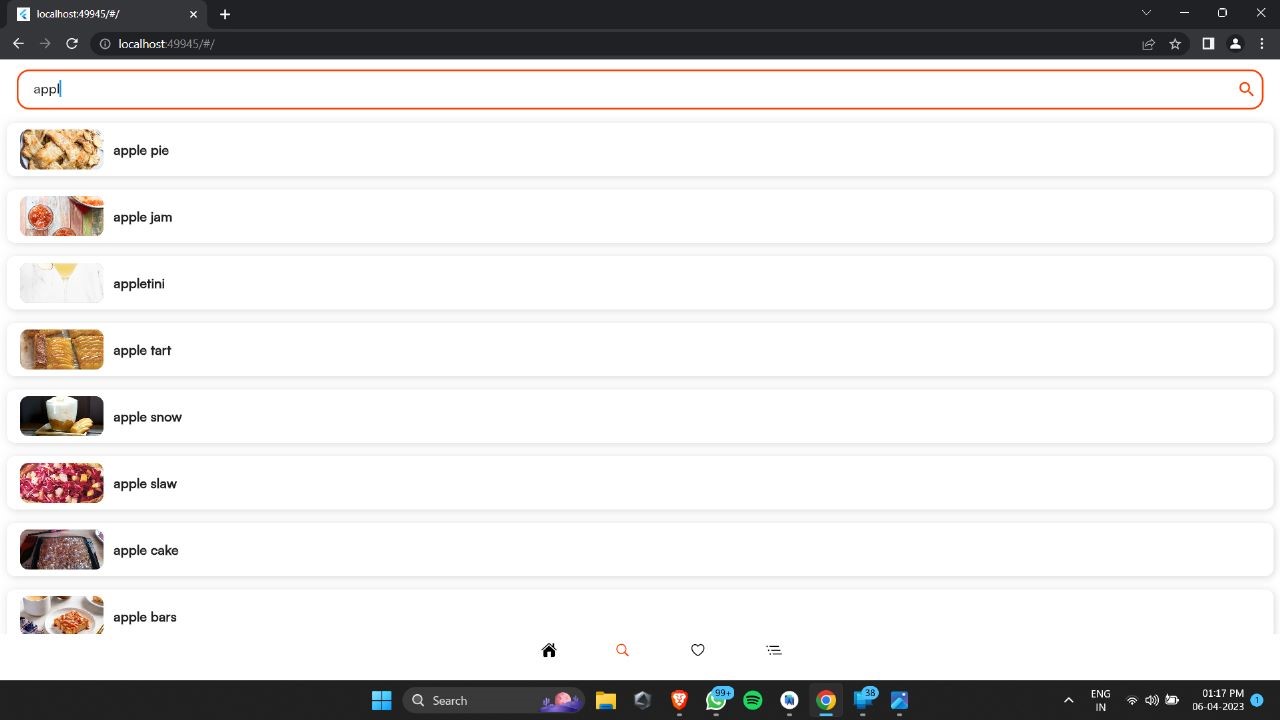 localhost:49945/#/
localhost:49945/#/
appl
apple pie
apple jam
appletini
apple tart
apple snow
apple slaw
apple cake
apple bars
Search
99+
38
ENG
IN
01:17 PM
06-04-2023
1